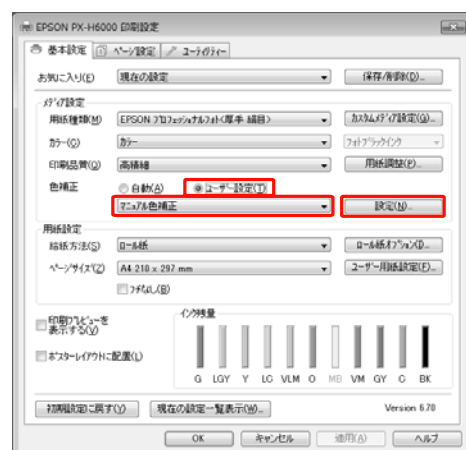 EPSON PX-H6000 印刷設定
基本設定 ページ設定 ユーティリティー
お気に入り(E) 現在の設定 保存/削除(D)...
メディア設定
用紙種類(M) EPSON プロフェッショナルフォト<厚手 絹目> カスタムメディア設定(G)...
カラー(O) カラー フォトブラックインク
印刷品質(Q) 高精細 用紙調整(P)...
色補正 自動(A) ユーザー設定(T)
マニュアル色補正 設定(N)...
用紙設定
給紙方法(S) ロール紙 ロール紙オプション(I)...
ページサイズ(Z) A4 210 x 297 mm ユーザー用紙設定(F)...
フチなし(B)
印刷プレビューを
表示する(V)
ポスターレイアウトに配置(L)
インク残量
G LGY Y LC VLM O MB VM GY C BK
初期設定に戻す(Y) 現在の設定一覧表示(W)... Version 6.70
OK キャンセル 適用(A) ヘルプ